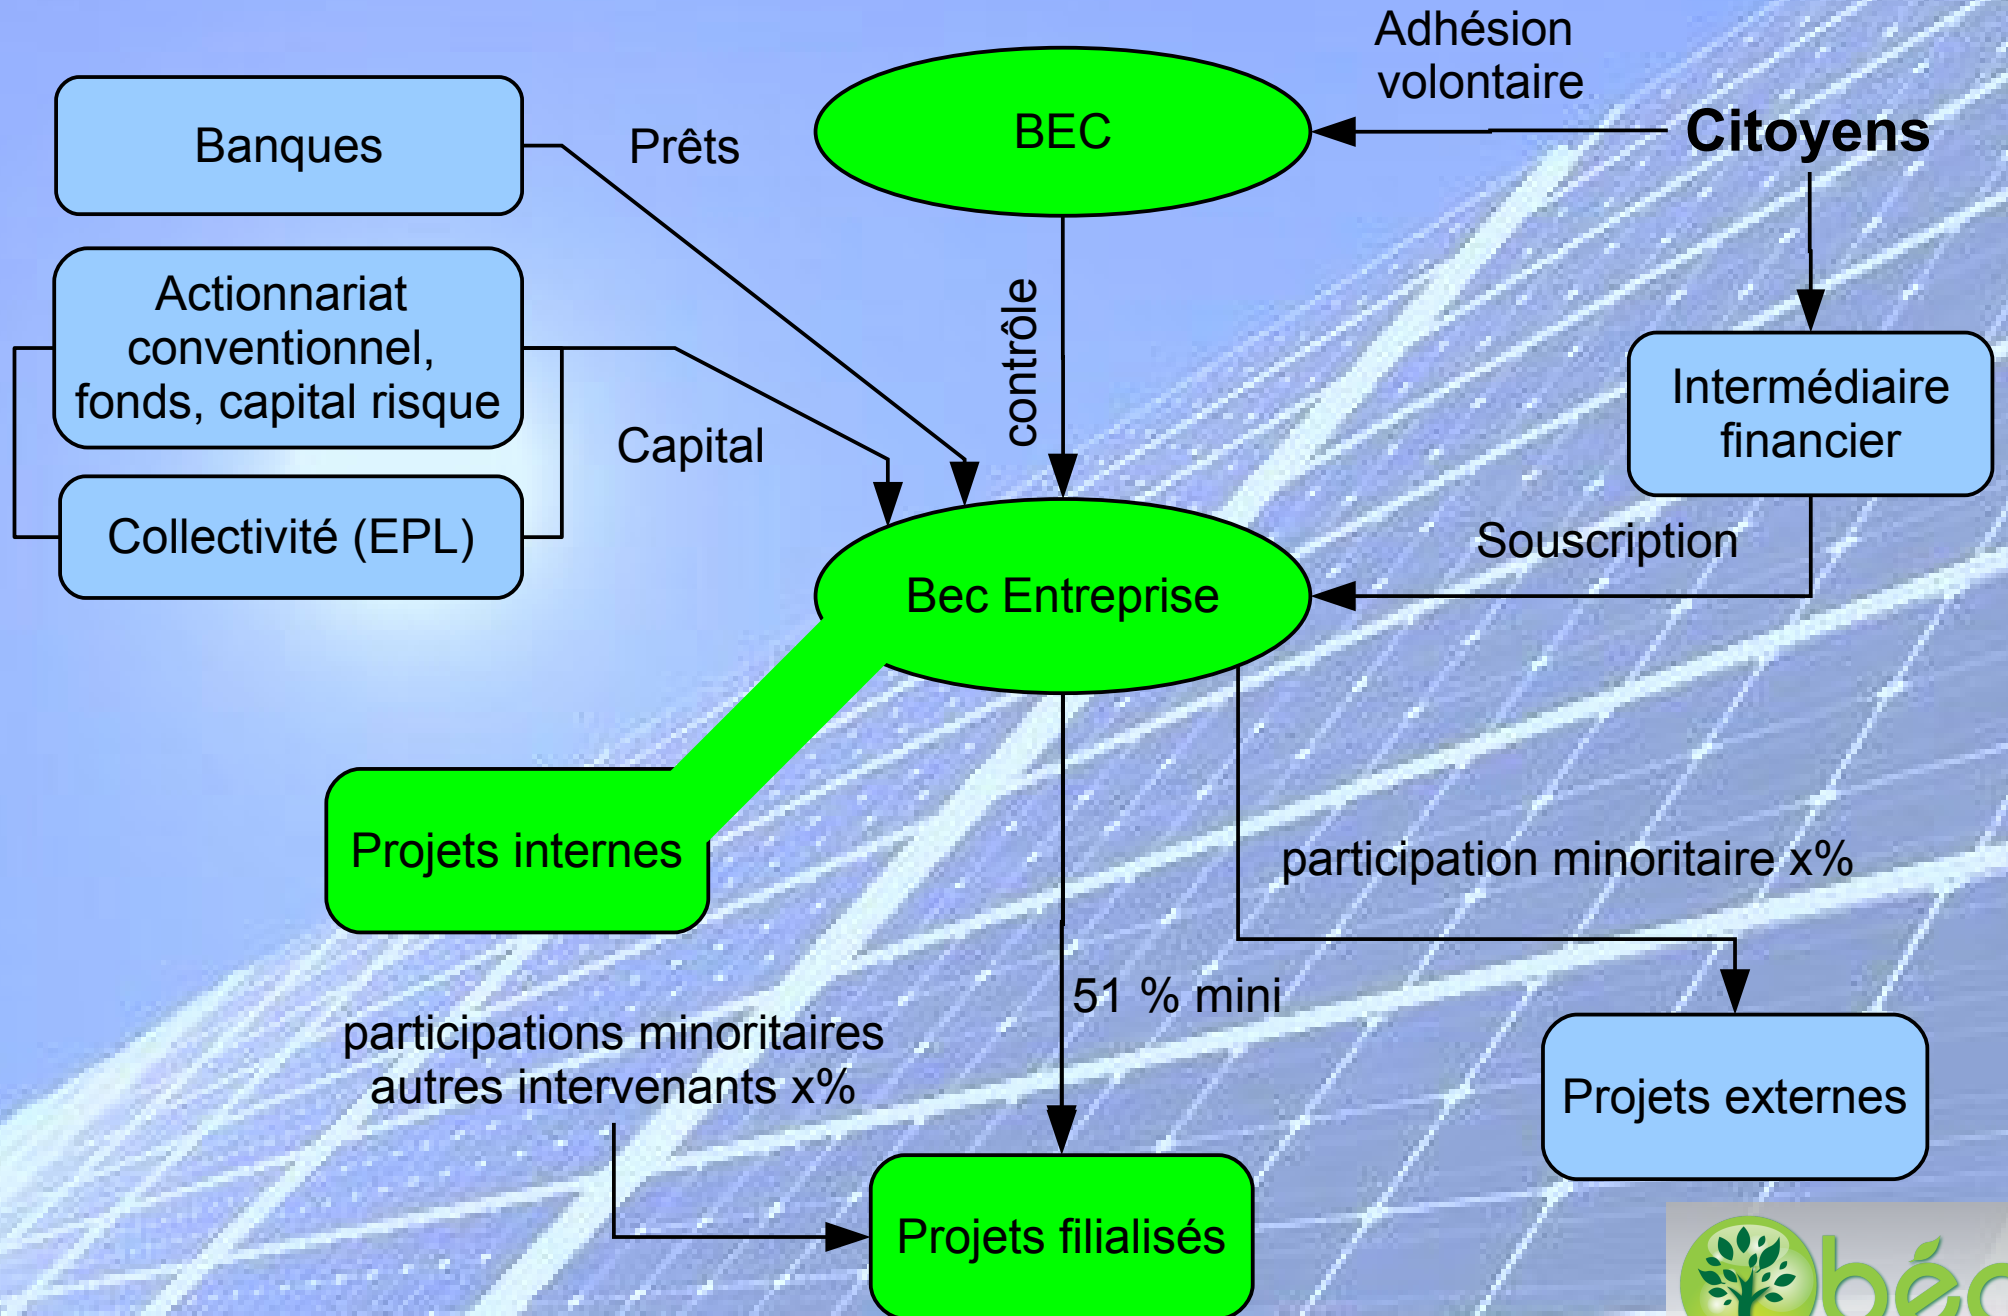 Adhésion
volontaire
Banques
Prêts
BEC
Citoyens
Actionnariat
conventionnel,
fonds, capital risque
contrôle
Intermédiaire
financier
Capital
Collectivité (EPL)
Souscription
Bec Entreprise
Projets internes
participation minoritaire x%
51 % mini
participations minoritaires
autres intervenants x%
Projets externes
Projets filialisés